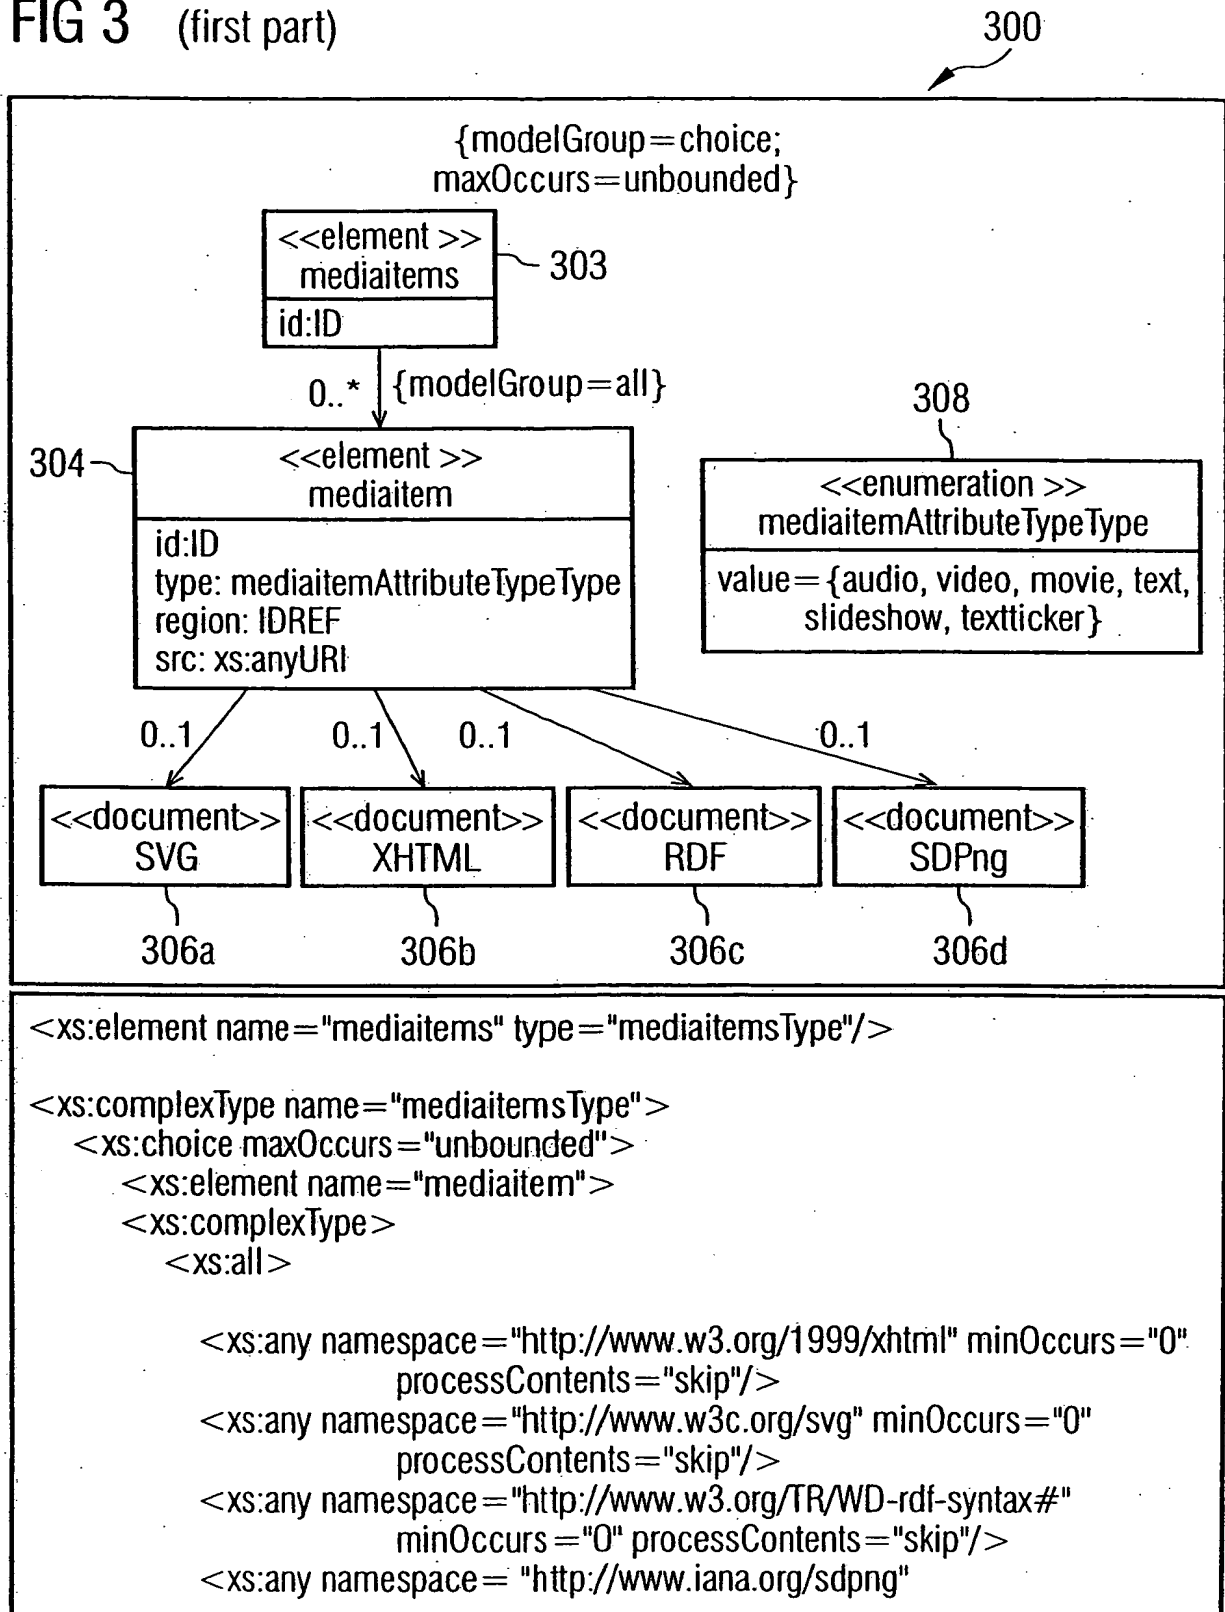 FIG 3 (first part)
300
{modelGroup=choice;
maxOccurs=unbounded}
<<element >>
mediaitems
303
id:ID
0..* {modelGroup=all}
308
304
<<element >>
mediaitem
<<enumeration >>
mediaitemAttributeTypeType
id:ID
type: mediaitemAttributeTypeType
region: IDREF
src: xs:anyURI
value={audio, video, movie, text,
slideshow, textticker}
0..1 0..1 0..1 0..1
<<document>> <<document>> <<document>> <<document>>
SVG XHTML RDF SDPng
306a 306b 306c 306d
<xs:element name="mediaitems" type="mediaitemsType"/>
<xs:complexType name="mediaitemsType">
<xs:choice maxOccurs="unbounded">
<xs:element name="mediaitem">
<xs:complexType>
<xs:all>
<xs:any namespace="http://www.w3.org/1999/xhtml" minOccurs="0"
processContents="skip"/>
<xs:any namespace="http://www.w3c.org/svg" minOccurs="0"
processContents="skip"/>
<xs:any namespace="http://www.w3.org/TR/WD-rdf-syntax#"
minOccurs="0" processContents="skip"/>
<xs:any namespace= "http://www.iana.org/sdpng"